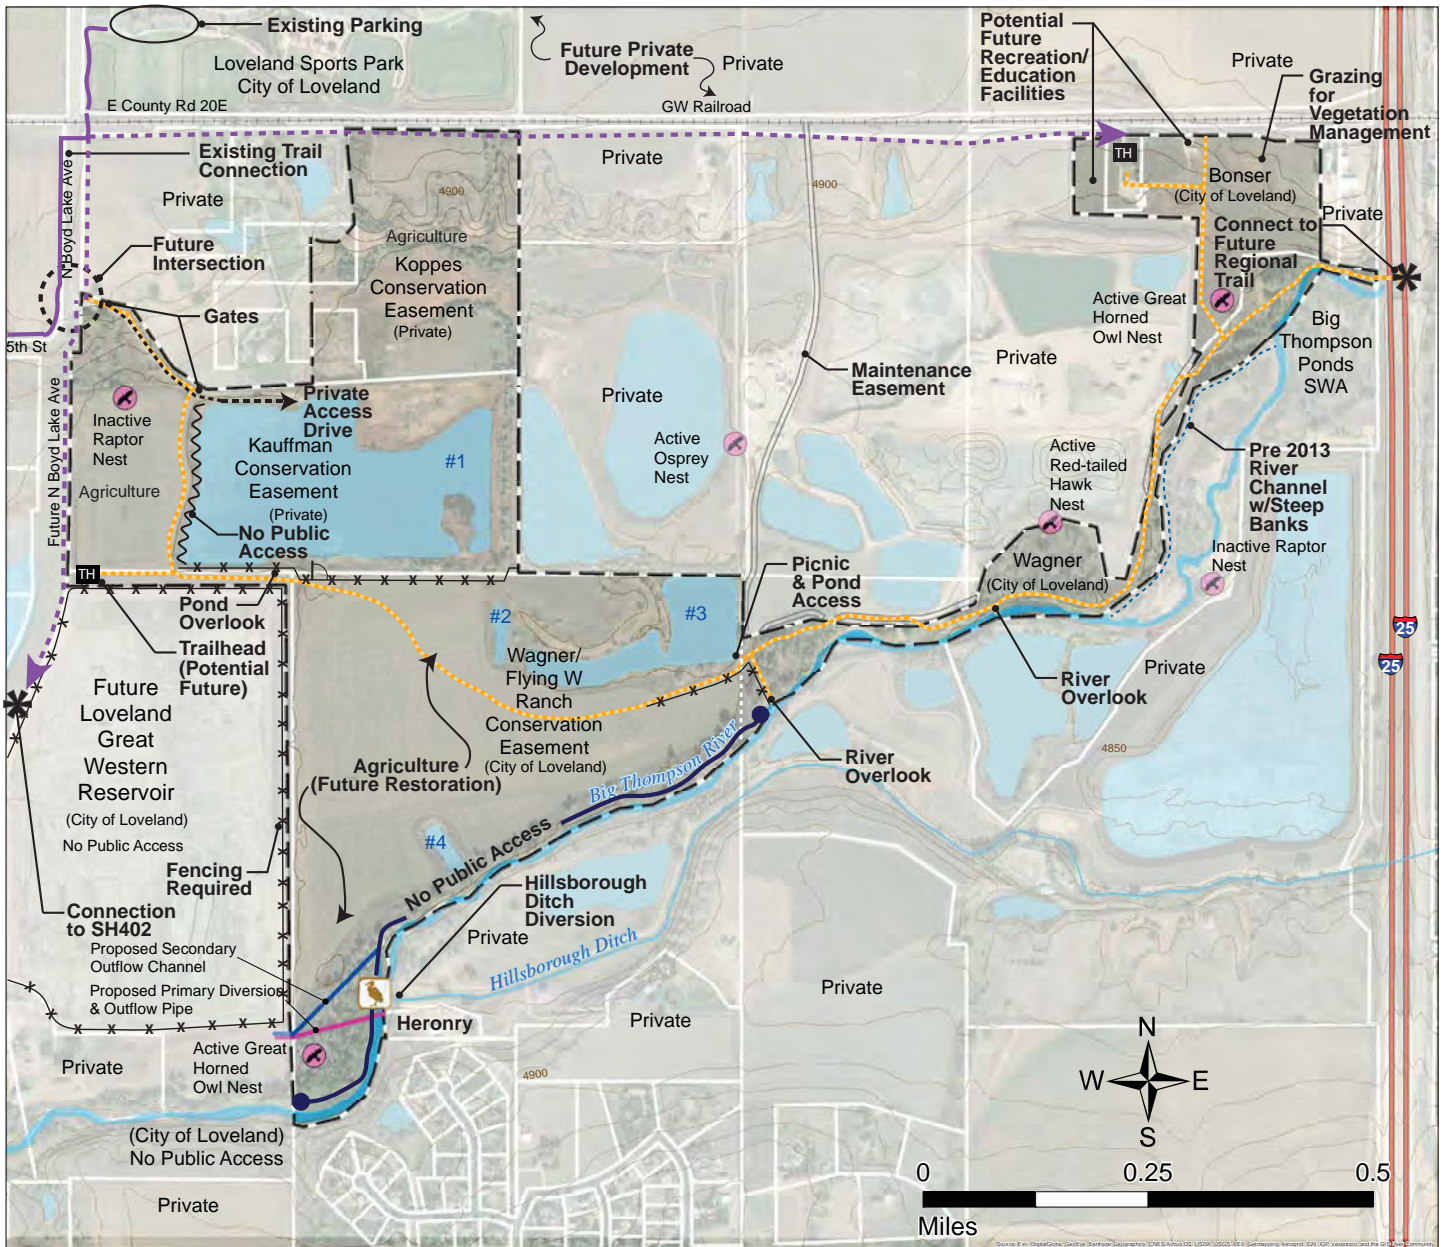 Existing Parking
Loveland Sports Park
City of Loveland
E County Rd 20E
Future Private
Development
Private
GW Railroad
Potential
Future
Recreation/
Education
Facilities
Private
Grazing
for
Vegetation
Management
Existing Trail
Connection
N Boyd Lake Ave
Private
Future
Intersection
Gates
5th St
4900
Agriculture
Koppes
Conservation
Easement
(Private)
Private
4900
TH
Bonser
(City of Loveland)
Private
Connect to
Future
Regional
Trail
Active Great
Horned
Owl Nest
Big
Thompson
Ponds
SWA
Private
Maintenance
Easement
Private
Private
Access
Drive
Inactive
Raptor
Nest
Future N Boyd Lake Ave
Agriculture
Kauffman
Conservation
Easement
(Private)
#1
No Public
Access
Active
Osprey
Nest
Active
Red-tailed
Hawk
Nest
Pre 2013
River
Channel
w/Steep
Banks
Inactive Raptor
Nest
Wagner
(City of Loveland)
Picnic
& Pond
Access
TH
Pond
Overlook
Trailhead
(Potential
Future)
#2
#3
Wagner/
Flying W
Ranch
Conservation
Easement
(City of Loveland)
River
Overlook
Private
25
25
Future
Loveland
Great
Western
Reservoir
(City of Loveland)
No Public Access
Agriculture
(Future Restoration)
Big Thompson River
River
Overlook
4850
#4
No Public Access
Fencing
Required
Hillsborough
Ditch
Diversion
Connection
to SH402
Proposed Secondary
Outflow Channel
Proposed Primary Diversion
& Outflow Pipe
Private
Hillsborough Ditch
Private
Heronry
Private
Private
Active Great
Horned
Owl Nest
4900
(City of Loveland)
No Public Access
Private
N
W E
S
0 0.25 0.5
Miles